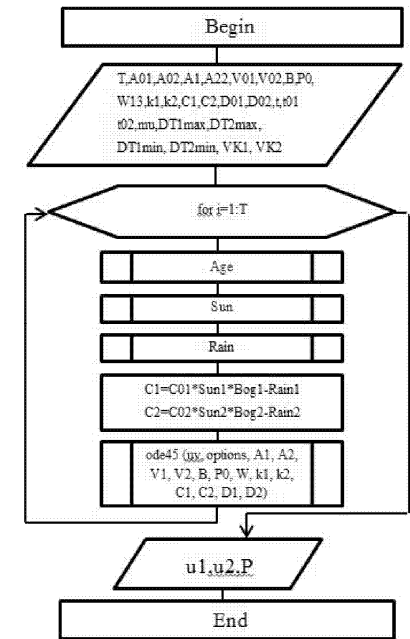 Begin
T,A01,A02,A1,A22,V01,V02,B,P0,
W13,k1,k2,C1,C2,D01,D02,t,t01
t02,mu,DT1max,DT2max,
DT1min, DT2min, VK1, VK2
for i=1:T
Age
Sun
Rain
C1=C01*Sun1*Bog1-Rain1
C2=C02*Sun2*Bog2-Rain2
ode45 (uv, options, A1, A2,
V1, V2, B, P0, W, k1, k2,
C1, C2, D1, D2)
u1,u2,P
End